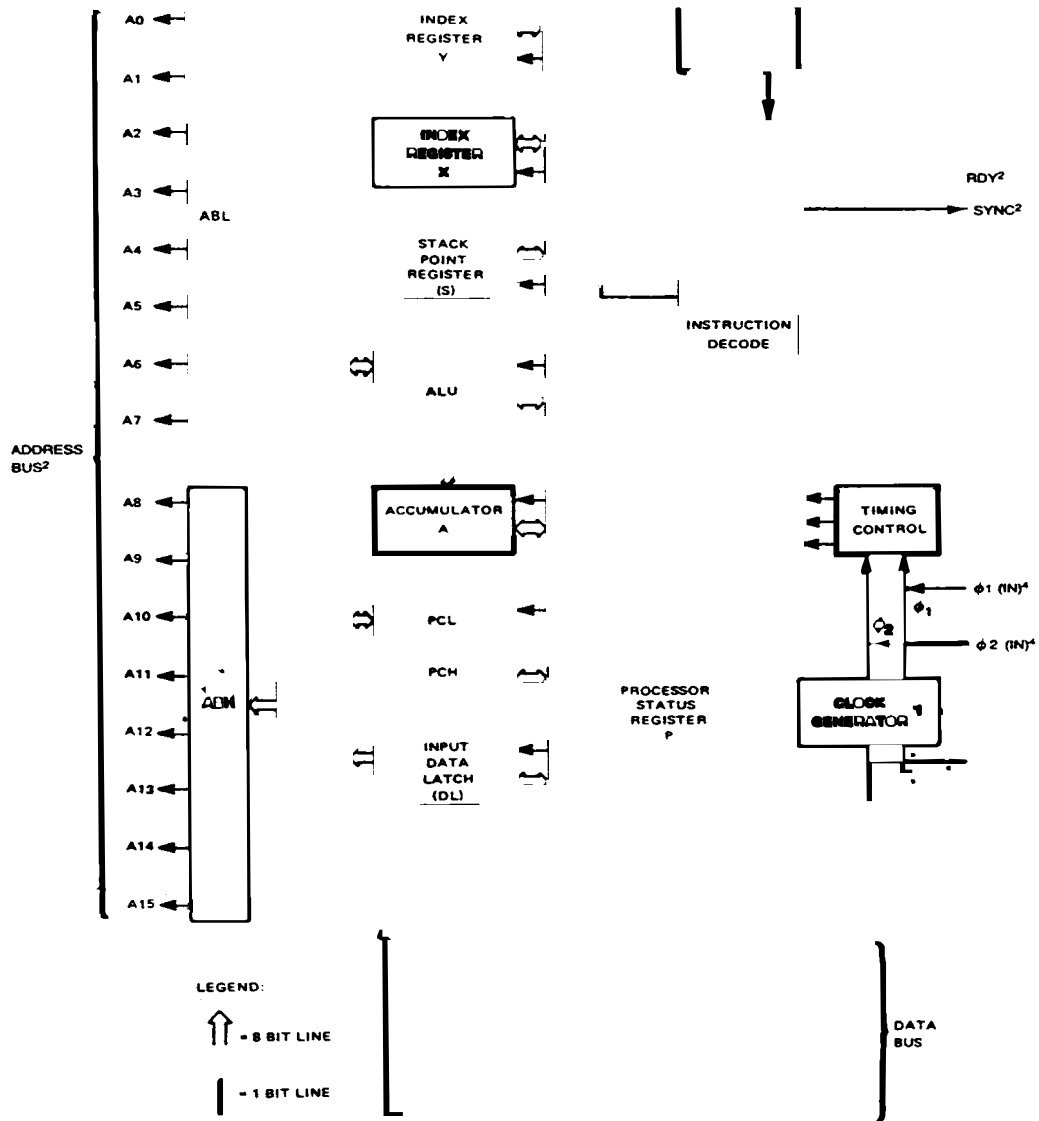 A0
A1
A2
A3
A4
A5
A6
A7
A8
A9
A10
A11
A12
A13
A14
A15
ADDRESS
BUS²
ABL
ABH
INDEX
REGISTER
Y
INDEX
REGISTER
X
STACK
POINT
REGISTER
(S)
ALU
ACCUMULATOR
A
PCL
PCH
INPUT
DATA
LATCH
(DL)
INSTRUCTION
DECODE
PROCESSOR
STATUS
REGISTER
P
RDY²
SYNC²
TIMING
CONTROL
ϕ1 (IN)⁴
ϕ₁
ϕ₂
ϕ2 (IN)⁴
CLOCK
GENERATOR 1
DATA
BUS
LEGEND:
= 8 BIT LINE
= 1 BIT LINE